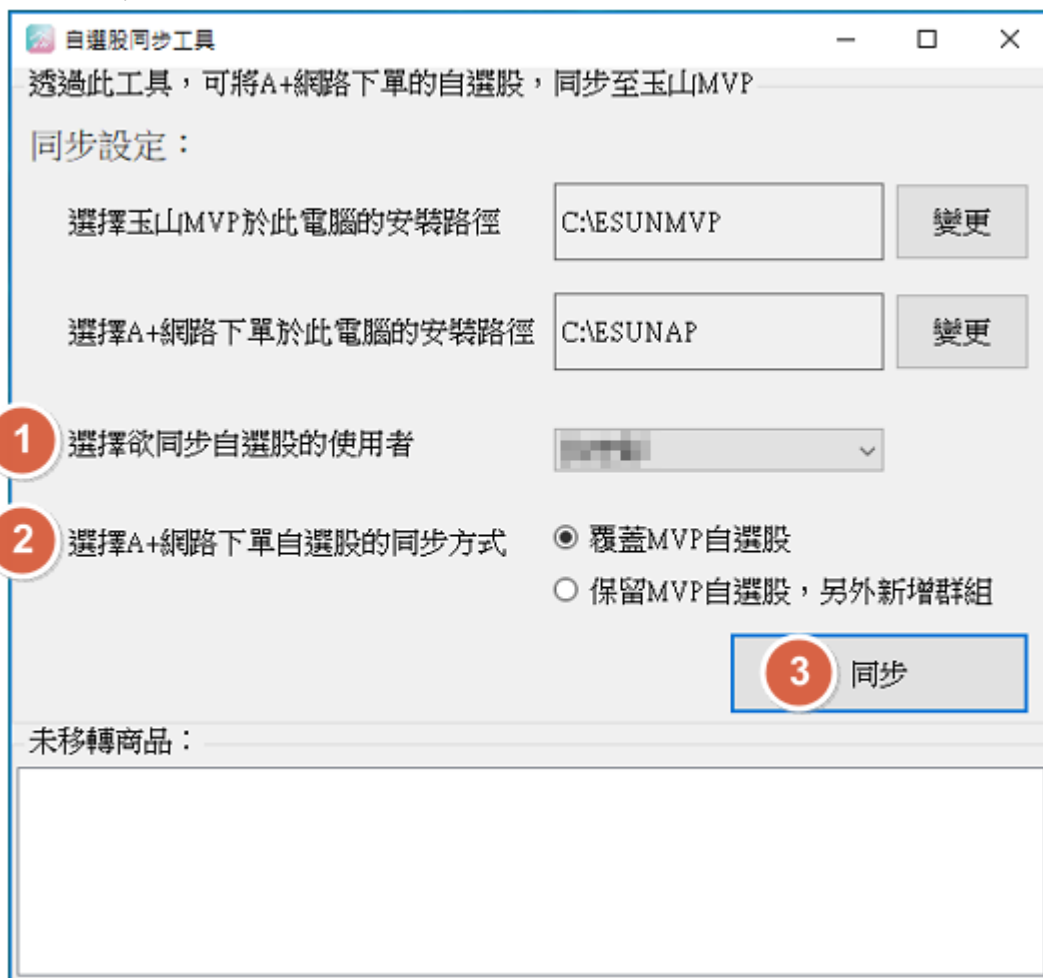 自選股同步工具
透過此工具，可將A+網路下單的自選股，同步至玉山MVP
同步設定：
選擇玉山MVP於此電腦的安裝路徑 C:\ESUNMVP 變更
選擇A+網路下單於此電腦的安裝路徑 C:\ESUNAP 變更
1 選擇欲同步自選股的使用者
2 選擇A+網路下單自選股的同步方式 覆蓋MVP自選股
保留MVP自選股，另外新增群組
3 同步
未移轉商品：